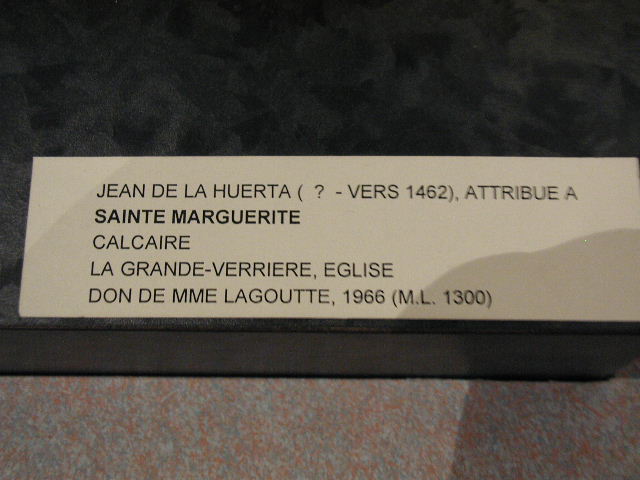 JEAN DE LA HUERTA ( ? - VERS 1462), ATTRIBUE A
SAINTE MARGUERITE
CALCAIRE
LA GRANDE-VERRIERE, EGLISE
DON DE MME LAGOUTTE, 1966 (M.L. 1300)